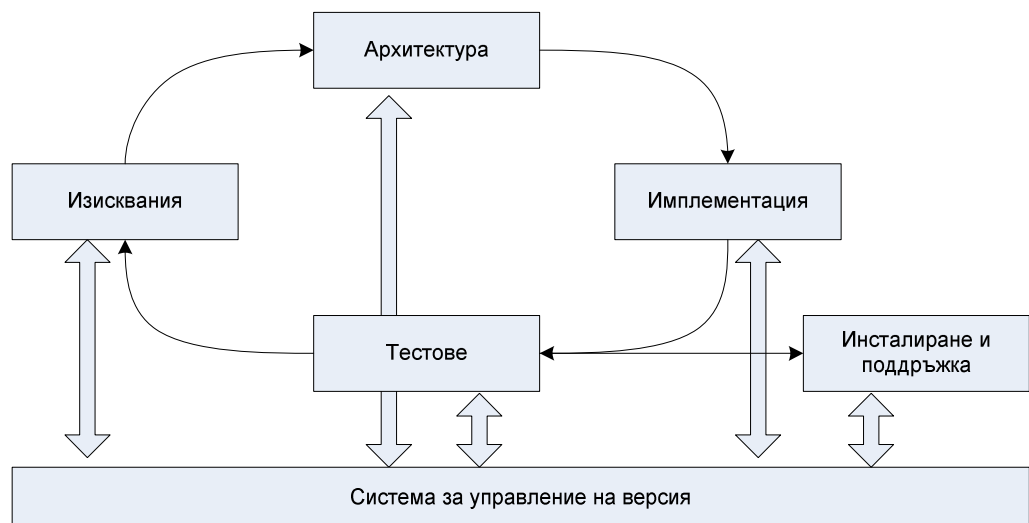 Архитектура
Изисквания
Имплементация
Тестове
Инсталиране и
поддръжка
Система за управление на версия